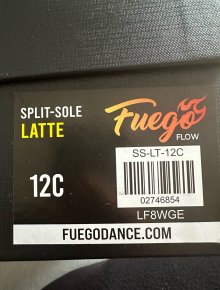 SPLIT-SOLE
LATTE
Fuego
FLOW
12C
SS-LT-12C
02746854
LF8WGE
FUEGODANCE.COM